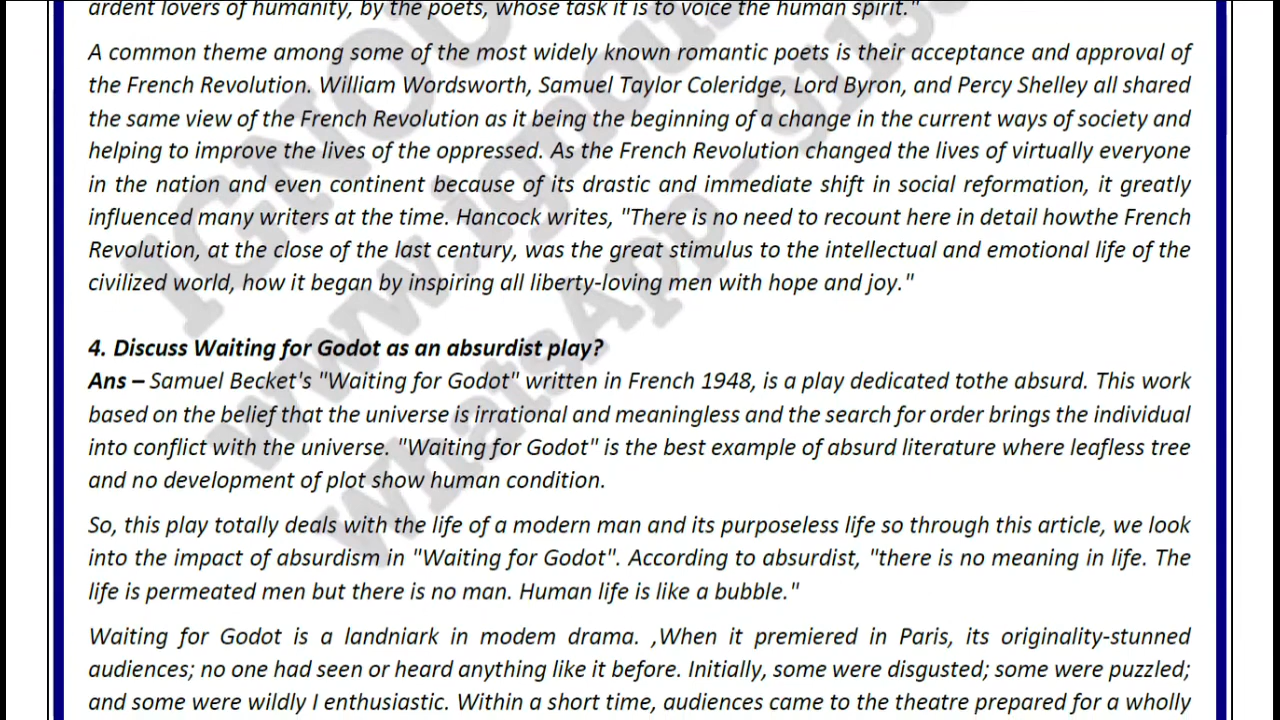 ardent lovers of humanity, by the poets, whose task it is to voice the human spirit."
A common theme among some of the most widely known romantic poets is their acceptance and approval of
the French Revolution. William Wordsworth, Samuel Taylor Coleridge, Lord Byron, and Percy Shelley all shared
the same view of the French Revolution as it being the beginning of a change in the current ways of society and
helping to improve the lives of the oppressed. As the French Revolution changed the lives of virtually everyone
in the nation and even continent because of its drastic and immediate shift in social reformation, it greatly
influenced many writers at the time. Hancock writes, "There is no need to recount here in detail howthe French
Revolution, at the close of the last century, was the great stimulus to the intellectual and emotional life of the
civilized world, how it began by inspiring all liberty-loving men with hope and joy."
4. Discuss Waiting for Godot as an absurdist play?
Ans – Samuel Becket's "Waiting for Godot" written in French 1948, is a play dedicated tothe absurd. This work
based on the belief that the universe is irrational and meaningless and the search for order brings the individual
into conflict with the universe. "Waiting for Godot" is the best example of absurd literature where leafless tree
and no development of plot show human condition.
So, this play totally deals with the life of a modern man and its purposeless life so through this article, we look
into the impact of absurdism in "Waiting for Godot". According to absurdist, "there is no meaning in life. The
life is permeated men but there is no man. Human life is like a bubble."
Waiting for Godot is a landniark in modem drama. ,When it premiered in Paris, its originality-stunned
audiences; no one had seen or heard anything like it before. Initially, some were disgusted; some were puzzled;
and some were wildly I enthusiastic. Within a short time, audiences came to the theatre prepared for a wholly
IGNOU
www.ignou
WhatsApp –